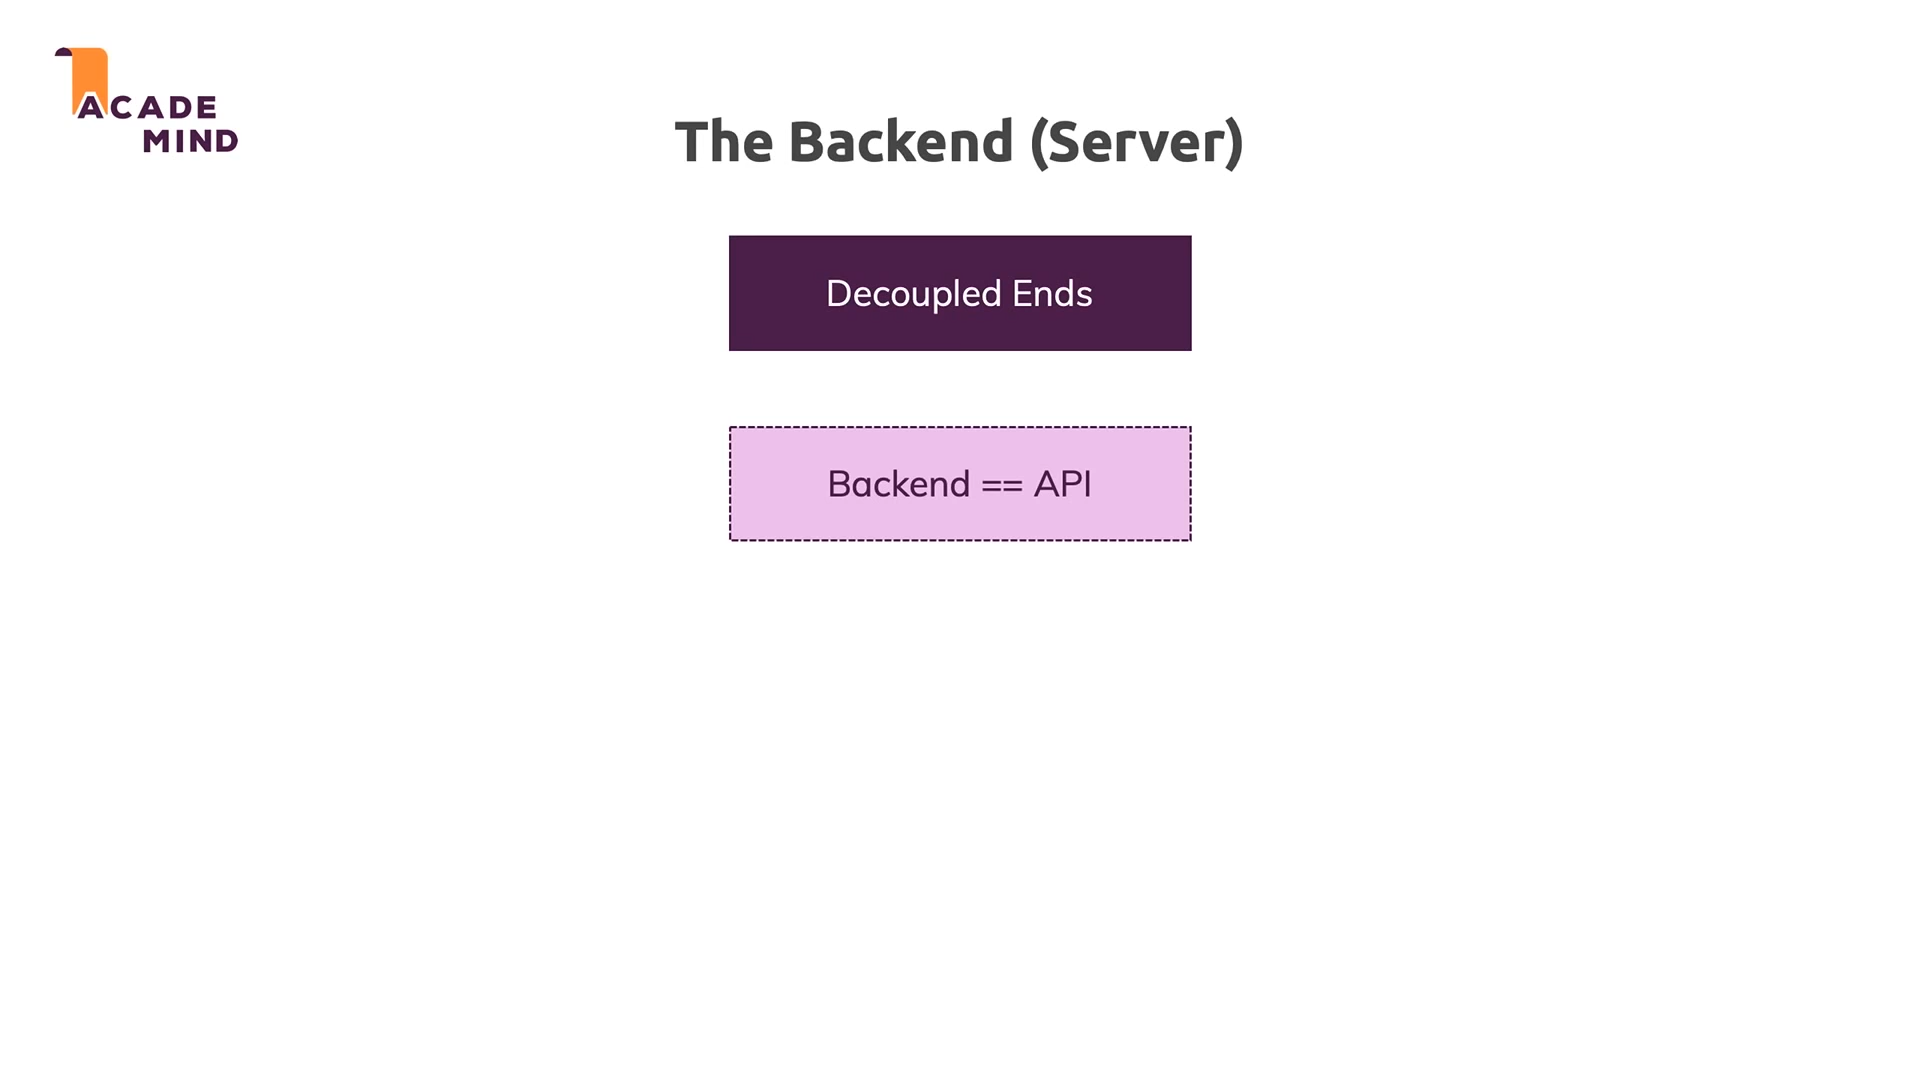 ACADE
MIND
The Backend (Server)
Decoupled Ends
Backend == API